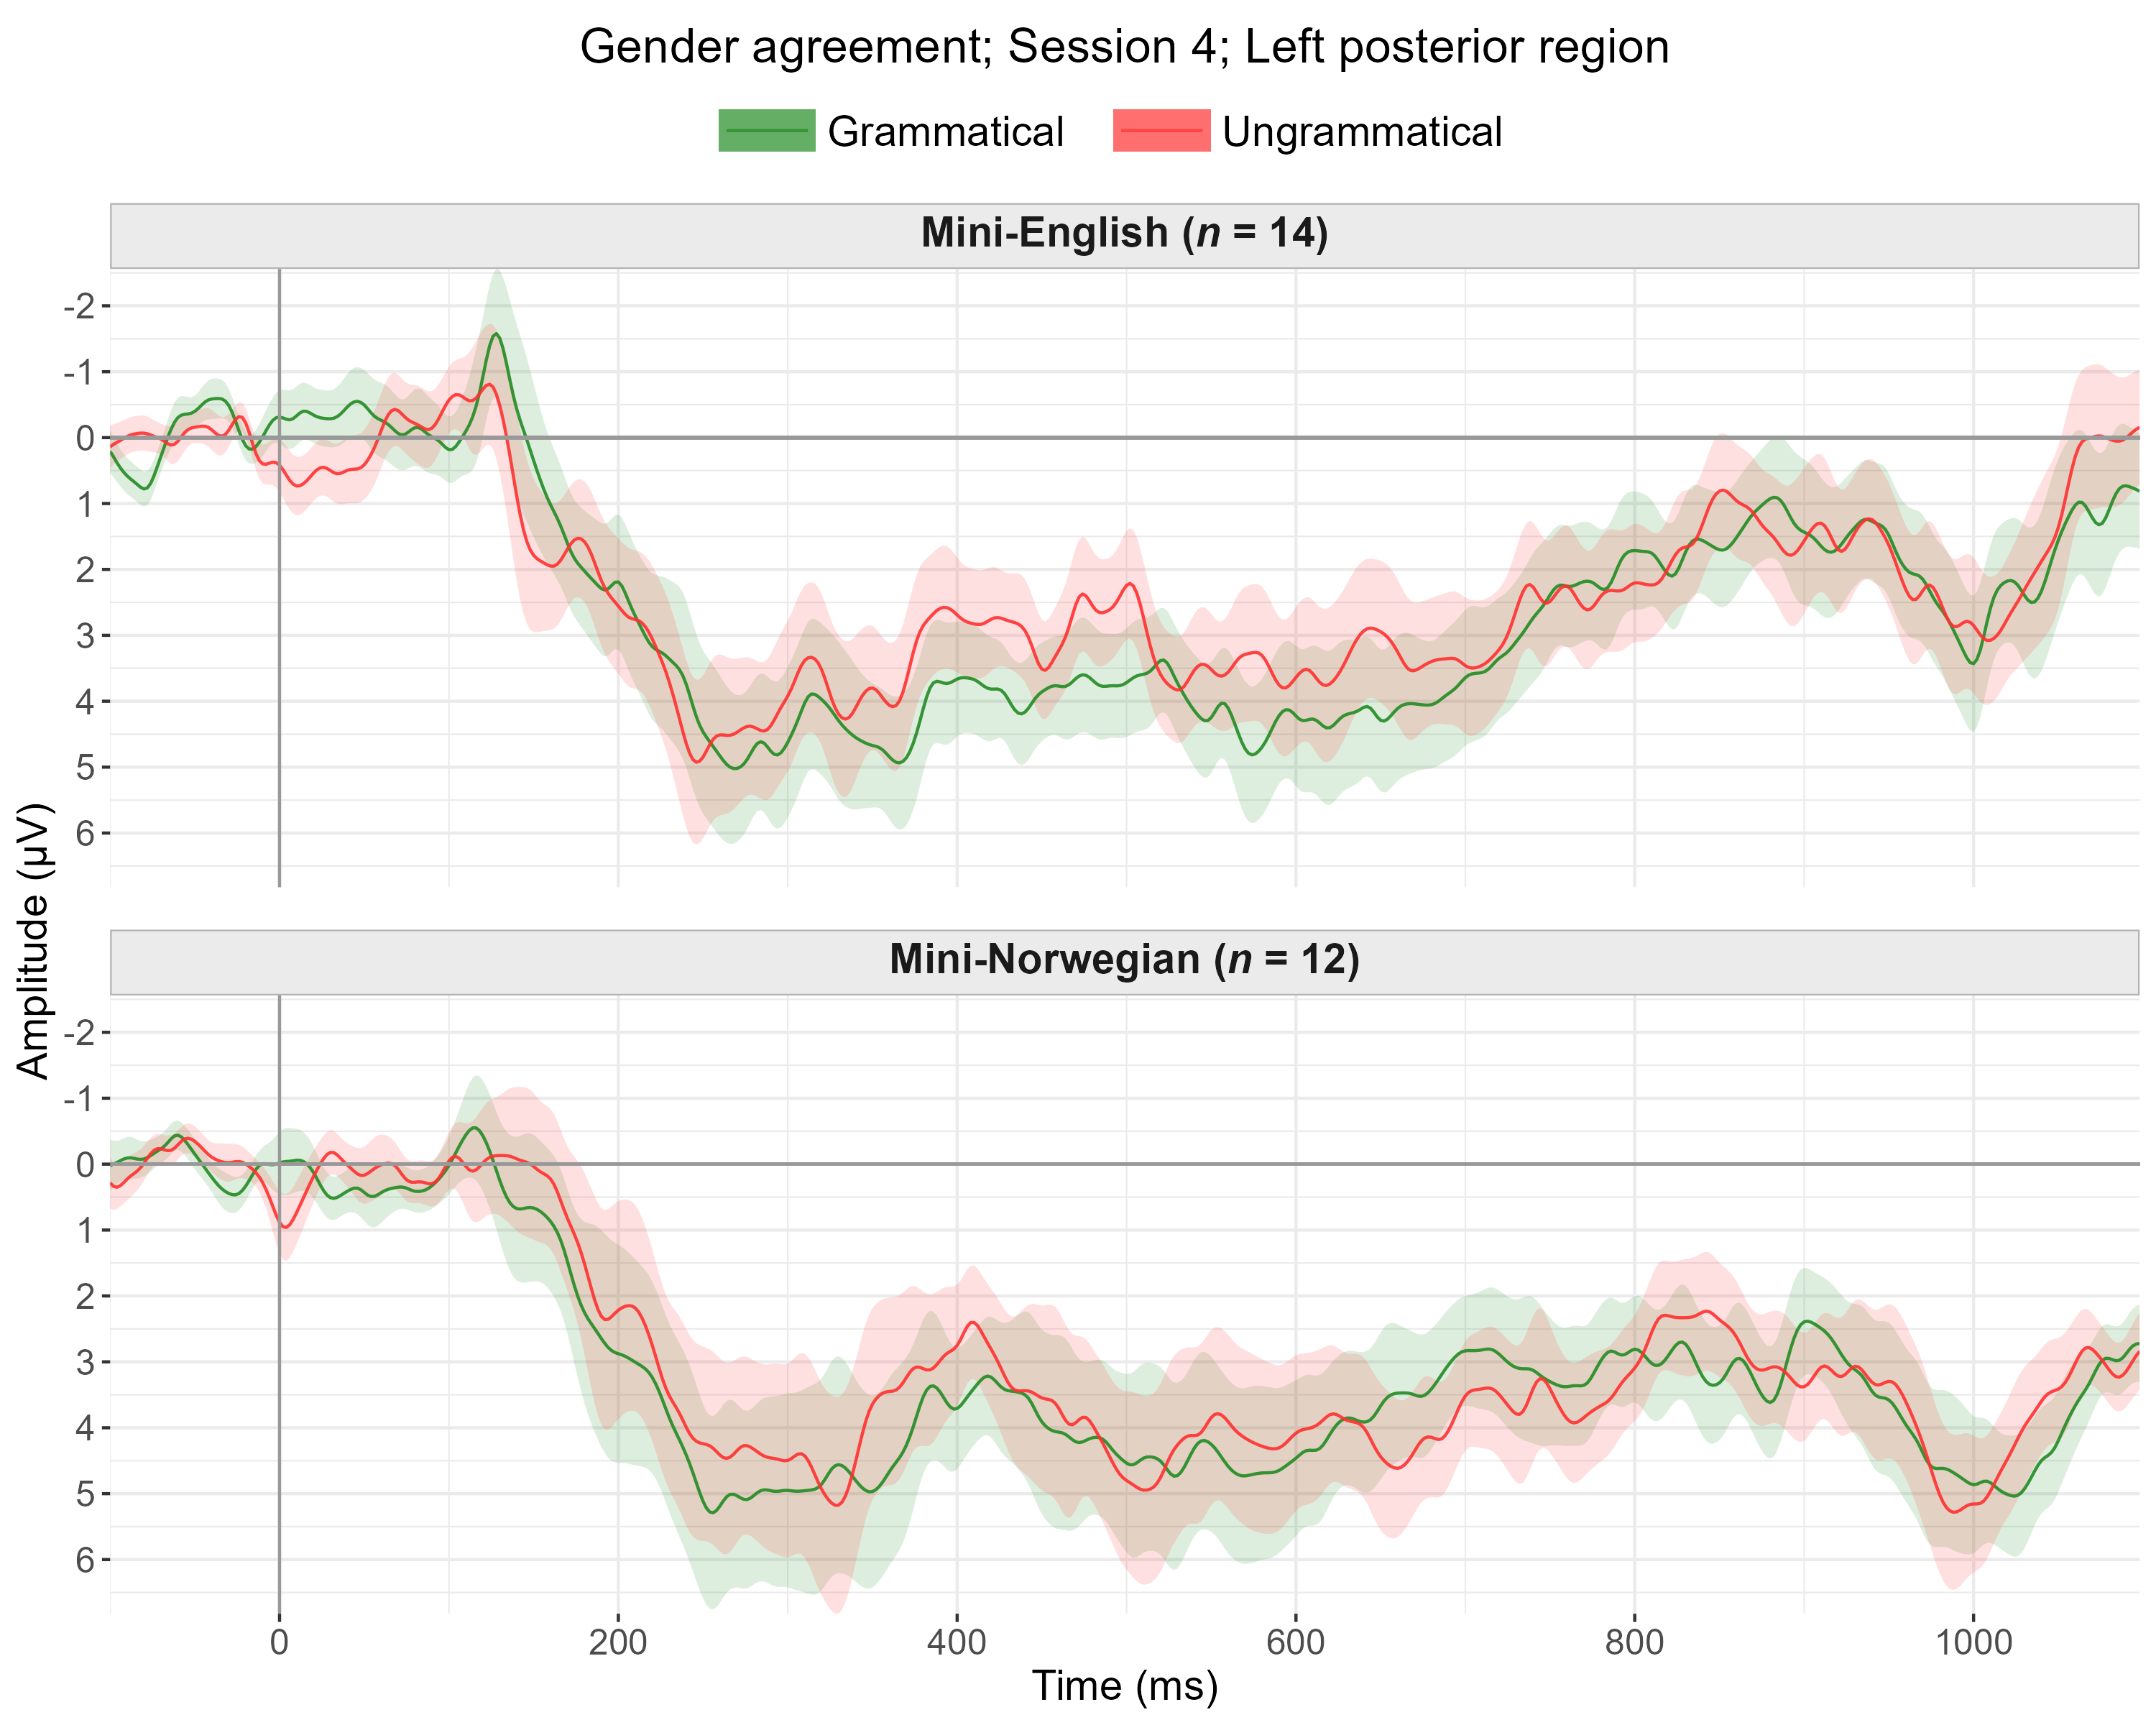 Gender agreement; Session 4; Left posterior region
Grammatical
Ungrammatical
Mini-English (n = 14)
-2
-1
0
1
2
3
4
5
6
Amplitude (µV)
Mini-Norwegian (n = 12)
-2
-1
0
1
2
3
4
5
6
0 200 400 600 800 1000
Time (ms)